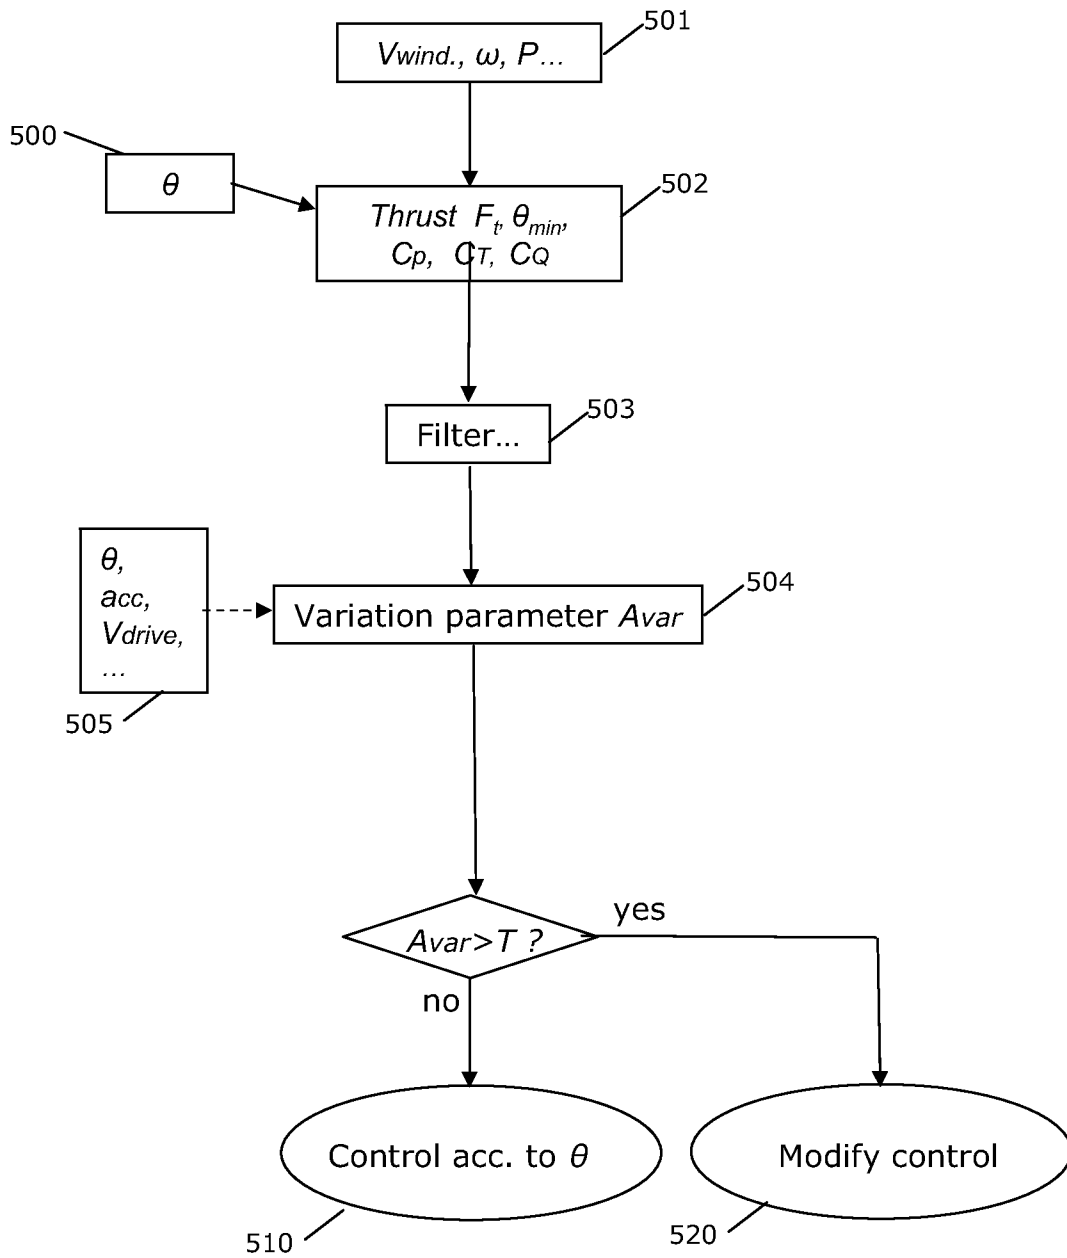 501
Vwind., ω, P...
500
θ
502
Thrust Ft, θmin,
Cp, CT, CQ
503
Filter...
θ,
acc,
Vdrive,
...
505
504
Variation parameter Avar
Avar>T ?
yes
no
Control acc. to θ
510
Modify control
520